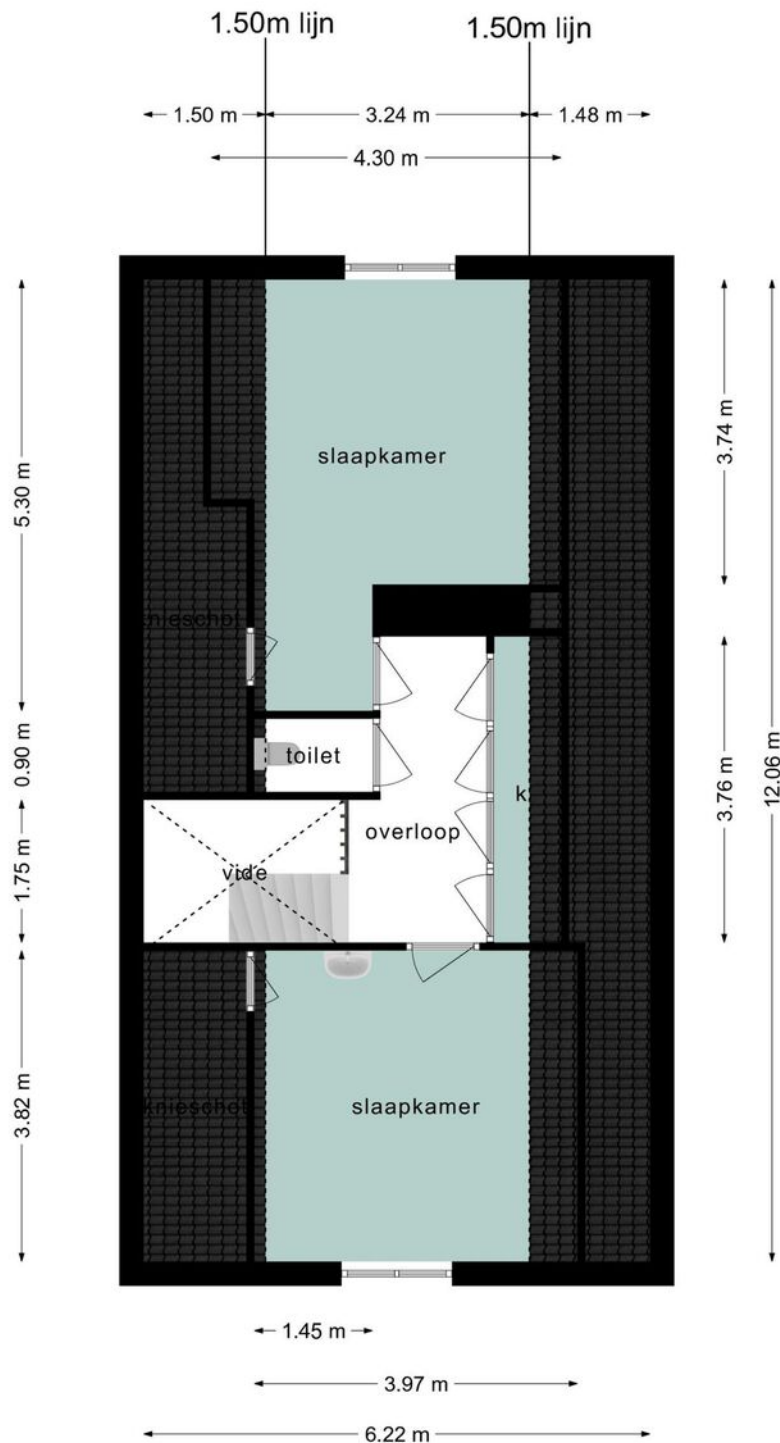 1.50m lijn
1.50m lijn
1.50 m
3.24 m
1.48 m
4.30 m
5.30 m
3.74 m
slaapkamer
knieschot
12.06 m
0.90 m
toilet
3.76 m
k
overloop
1.75 m
vide
3.82 m
knieschot
slaapkamer
1.45 m
3.97 m
6.22 m